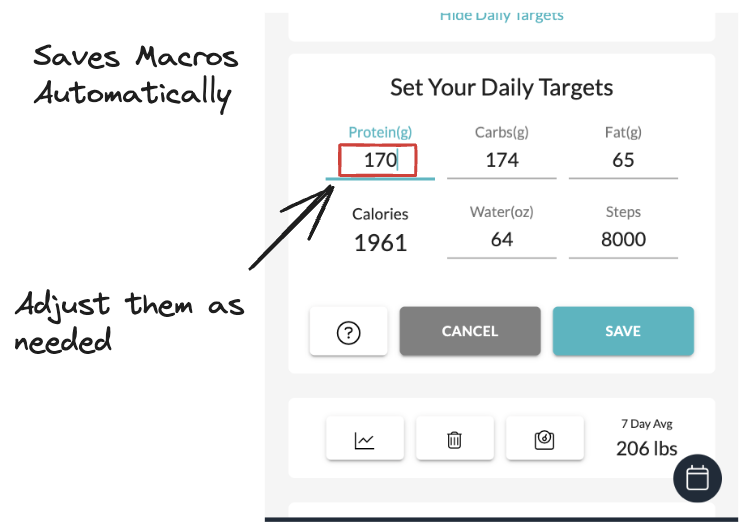 Hide Daily Targets
Saves Macros
Automatically
Set Your Daily Targets
Protein(g) Carbs(g) Fat(g)
170 174 65
Calories Water(oz) Steps
1961 64 8000
Adjust them as
needed
? CANCEL SAVE
7 Day Avg
206 lbs